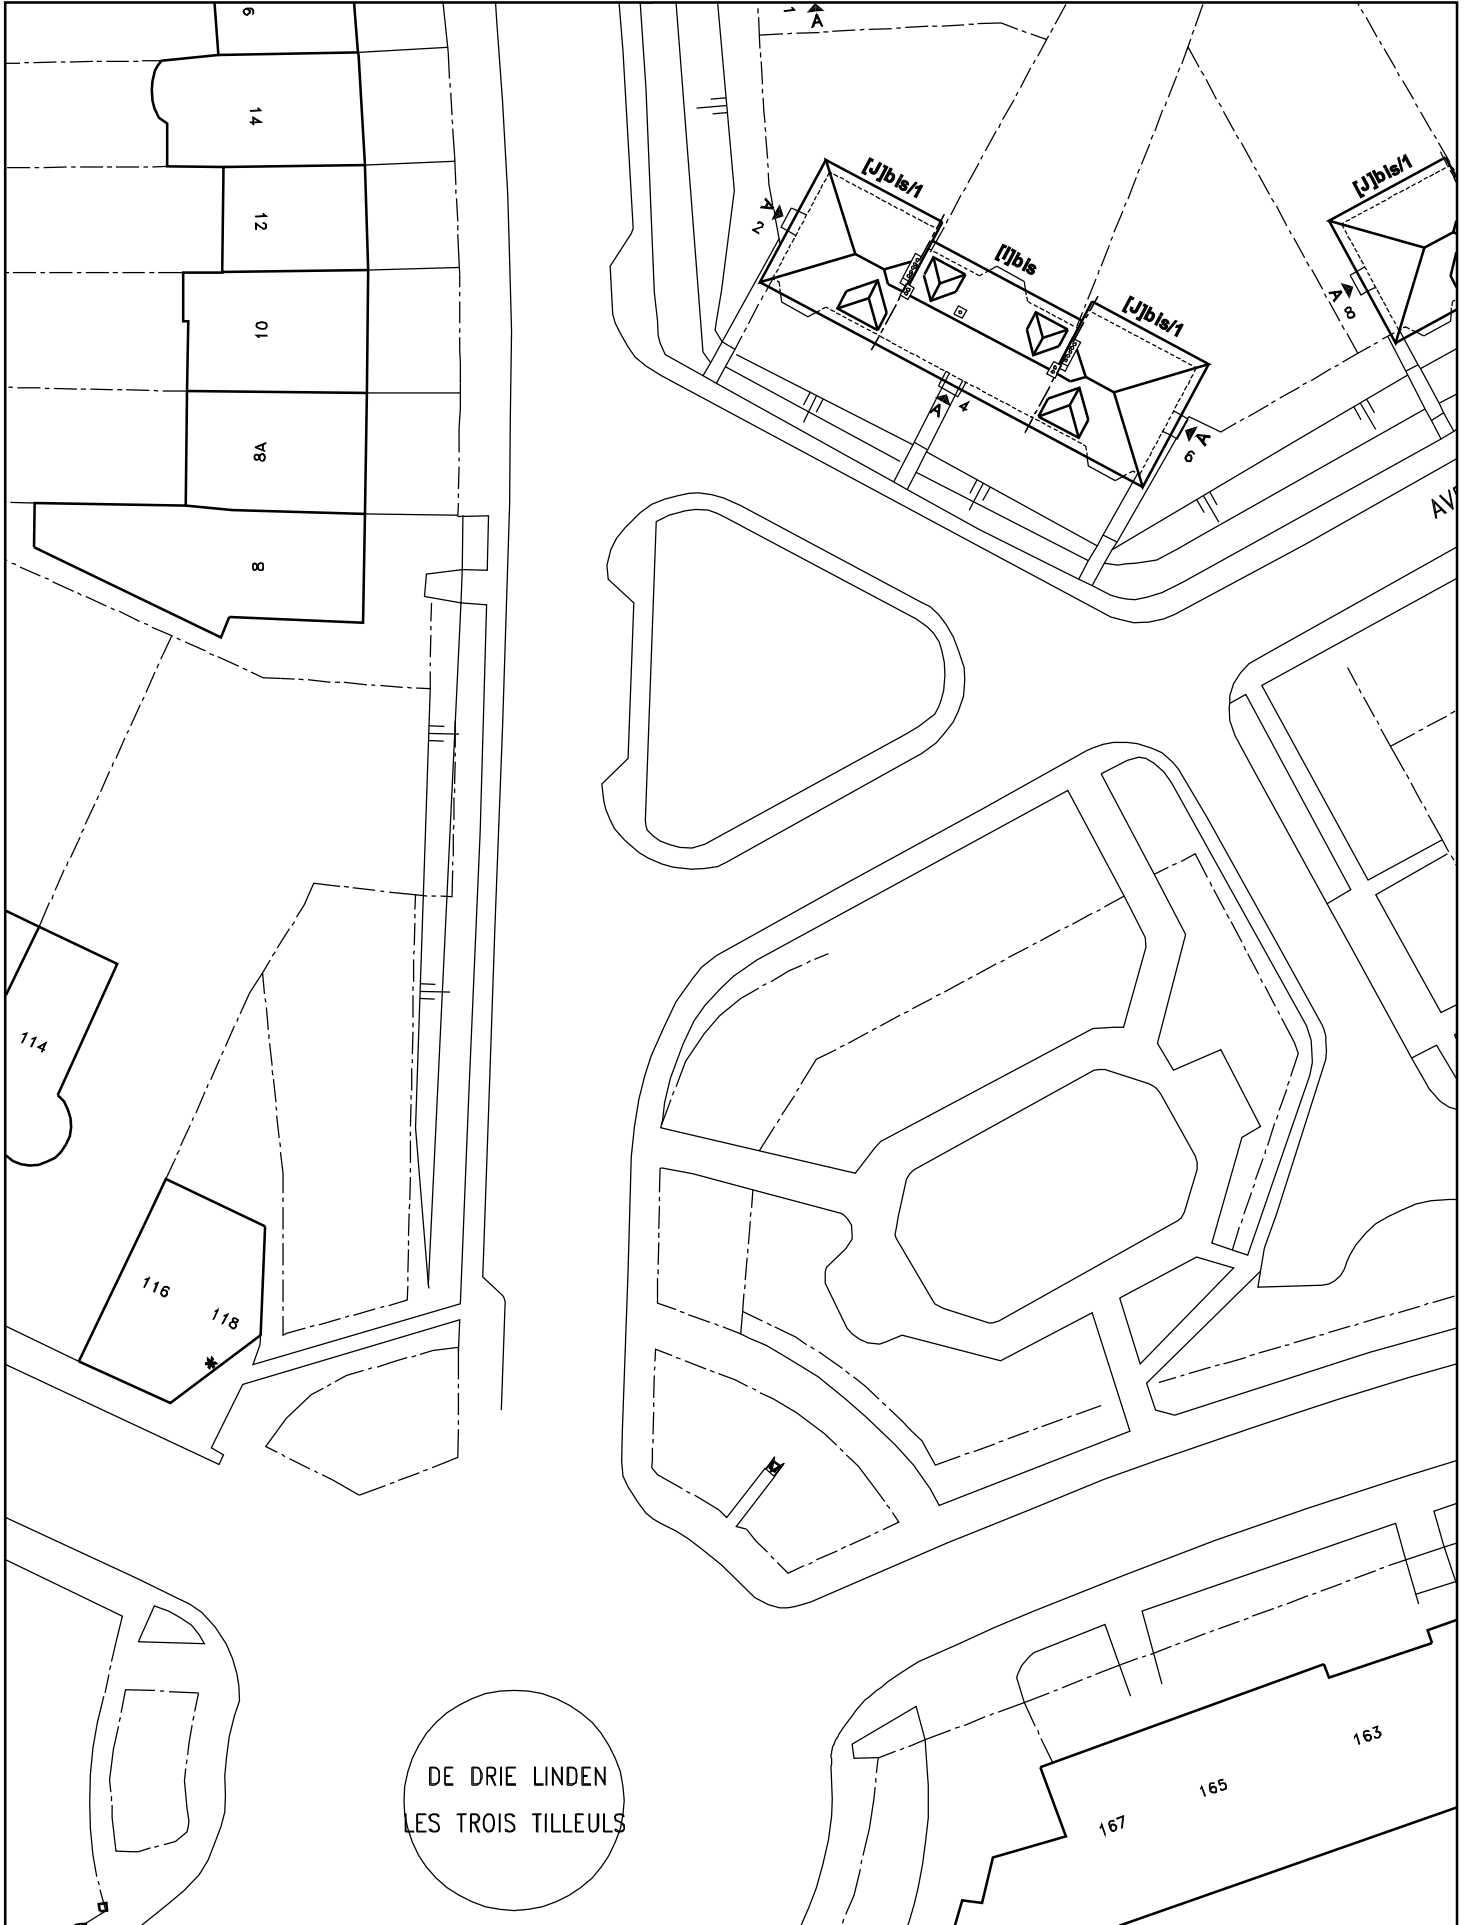 6
1
A
14
[J]bis/1
[J]bis/1
A
2
12
[I]bis
[J]bis/1
A
8
10
A
4
A
6
8A
AV
8
114
116
118
DE DRIE LINDEN
LES TROIS TILLEULS
163
165
167